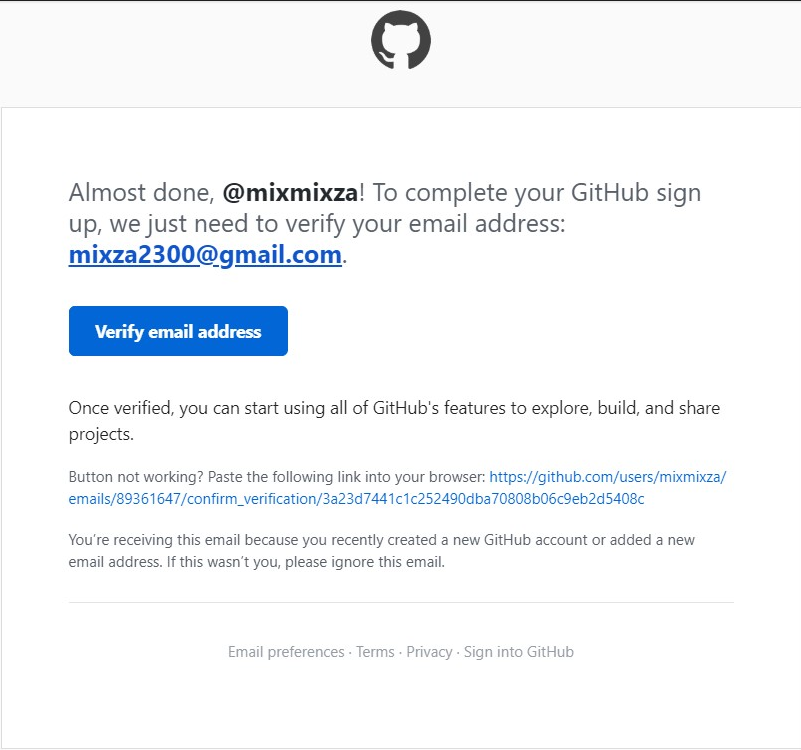 Almost done, @mixmixza! To complete your GitHub sign
up, we just need to verify your email address:
mixza2300@gmail.com.
Verify email address
Once verified, you can start using all of GitHub's features to explore, build, and share
projects.
Button not working? Paste the following link into your browser: https://github.com/users/mixmixza/
emails/89361647/confirm_verification/3a23d7441c1c252490dba70808b06c9eb2d5408c
You’re receiving this email because you recently created a new GitHub account or added a new
email address. If this wasn’t you, please ignore this email.
Email preferences · Terms · Privacy · Sign into GitHub